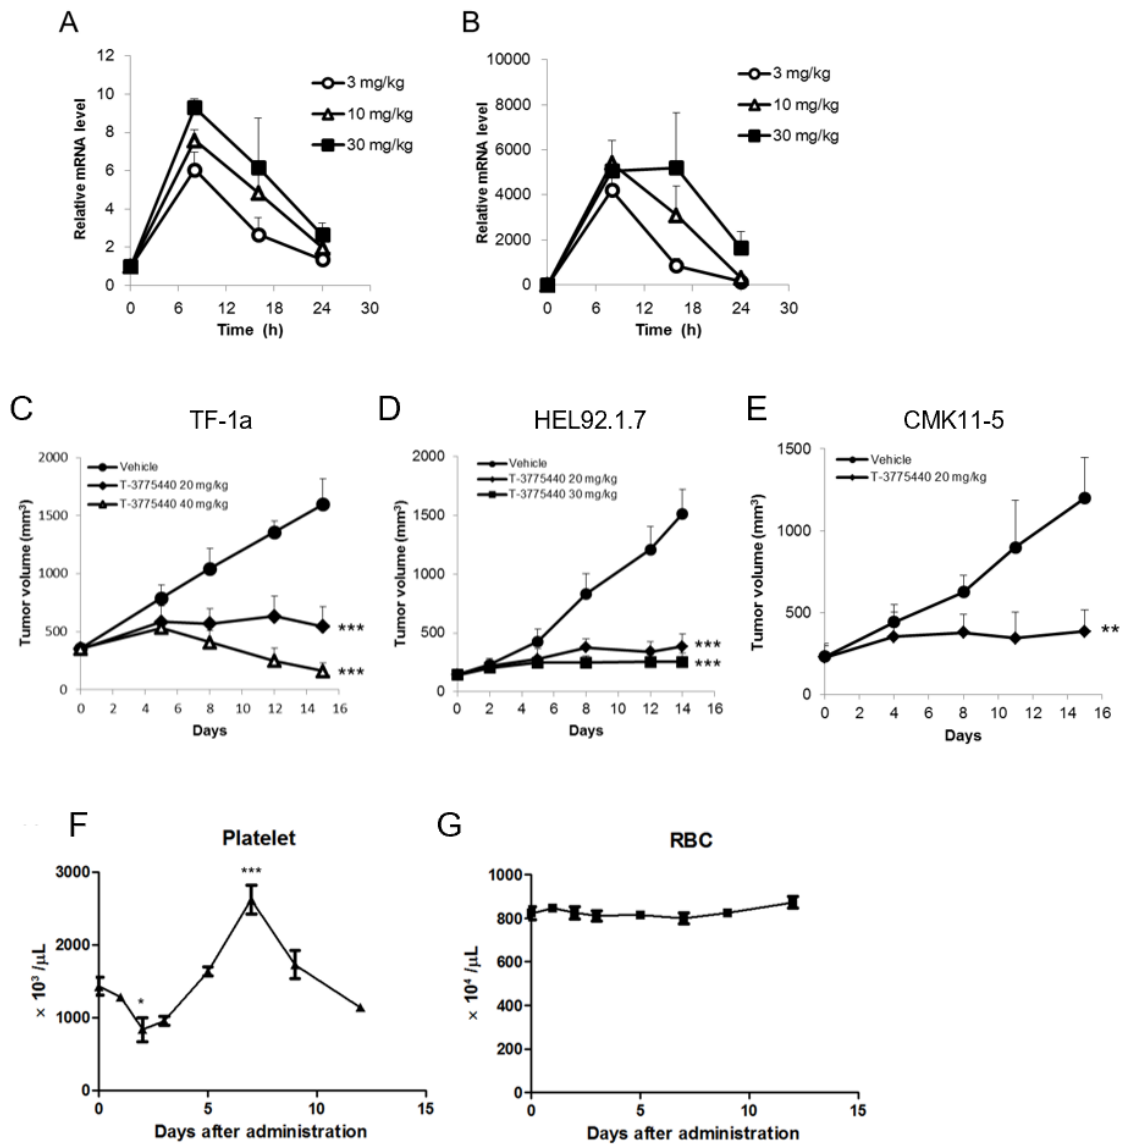 A
B
12
10
8
6
4
2
0
Relative mRNA level
3 mg/kg
10 mg/kg
30 mg/kg
0 6 12 18 24 30
Time (h)
10000
8000
6000
4000
2000
0
Relative mRNA level
3 mg/kg
10 mg/kg
30 mg/kg
0 6 12 18 24 30
Time (h)
C
TF-1a
2000
1500
1000
500
0
Tumor volume (mm³)
Vehicle
T-3775440 20 mg/kg
T-3775440 40 mg/kg
***
***
0 2 4 6 8 10 12 14 16
Days
D
HEL92.1.7
2000
1500
1000
500
0
Tumor volume (mm³)
Vehicle
T-3775440 20 mg/kg
T-3775440 30 mg/kg
***
***
0 2 4 6 8 10 12 14 16
Days
E
CMK11-5
1500
1000
500
0
Tumor volume (mm³)
Vehicle
T-3775440 20 mg/kg
**
0 2 4 6 8 10 12 14 16
Days
F
Platelet
3000
2000
1000
0
× 10³ /µL
*
***
0 5 10 15
Days after administration
G
RBC
1000
800
600
400
200
0
× 10⁴ /µL
0 5 10 15
Days after administration